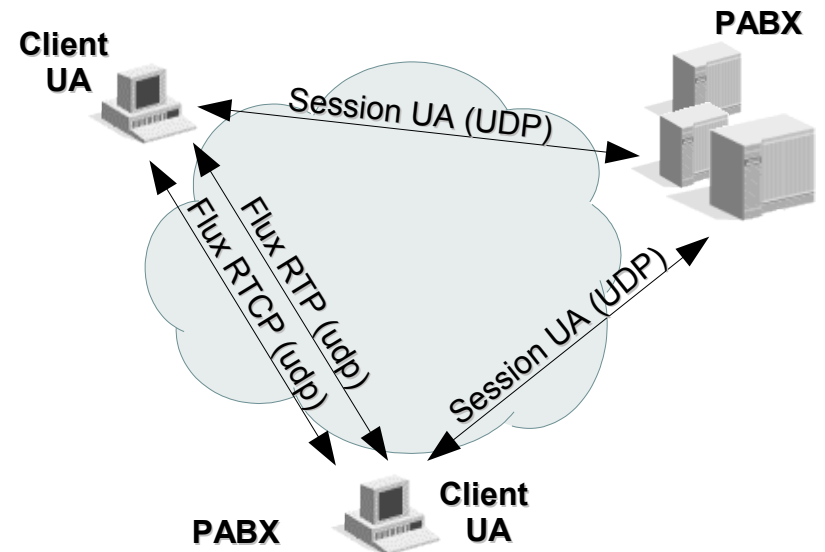 PABX
Client
UA
Session UA (UDP)
Flux RTCP (udp)
Flux RTP (udp)
Session UA (UDP)
PABX
Client
UA